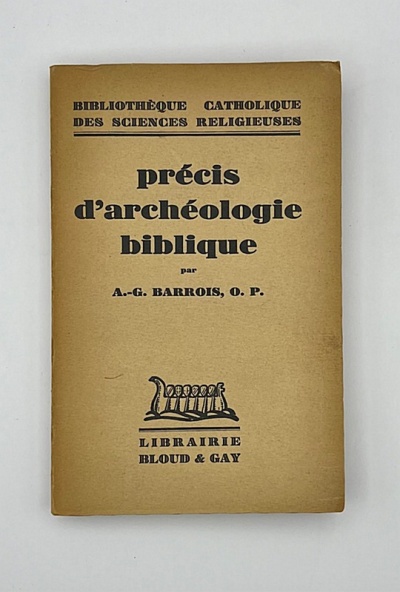 BIBLIOTHÈQUE CATHOLIQUE
DES SCIENCES RELIGIEUSES
précis
d'archéologie
biblique
par
A.-G. BARROIS, O. P.
LIBRAIRIE
BLOUD & GAY